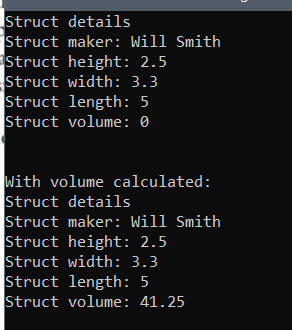 Struct details
Struct maker: Will Smith
Struct height: 2.5
Struct width: 3.3
Struct length: 5
Struct volume: 0
With volume calculated:
Struct details
Struct maker: Will Smith
Struct height: 2.5
Struct width: 3.3
Struct length: 5
Struct volume: 41.25